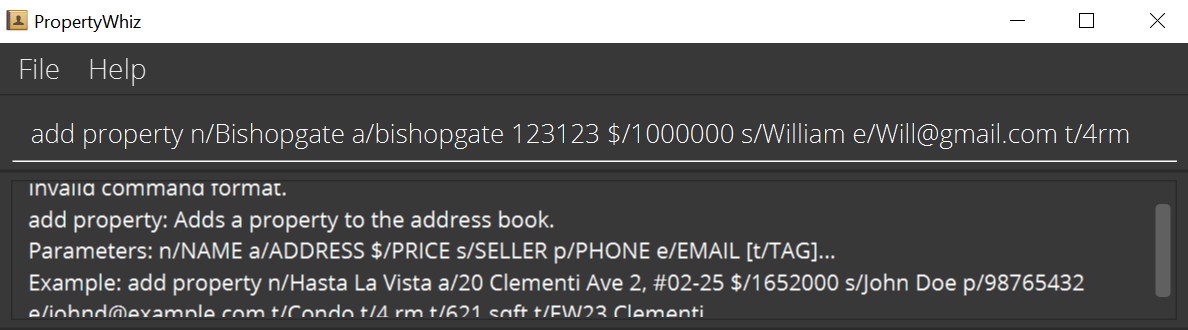 PropertyWhiz
File Help
add property n/Bishopgate a/bishopgate 123123 $/1000000 s/William e/Will@gmail.com t/4rm
Invalid command format.
add property: Adds a property to the address book.
Parameters: n/NAME a/ADDRESS $/PRICE s/SELLER p/PHONE e/EMAIL [t/TAG]...
Example: add property n/Hasta La Vista a/20 Clementi Ave 2, #02-25 $/1652000 s/John Doe p/98765432
e/johnd@example.com t/Condo t/4 rm t/621 sqft t/EW23 Clementi